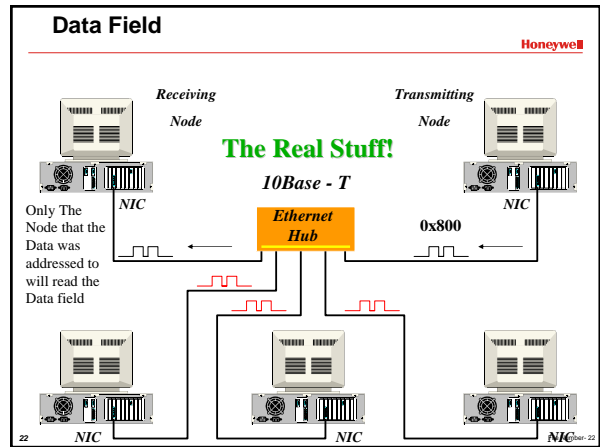 Data Field
Honeywell
Receiving
Node
Transmitting
Node
The Real Stuff!
10Base - T
NIC
NIC
Ethernet
Hub
0x800
Only The
Node that the
Data was
addressed to
will read the
Data field
22
NIC
NIC
NIC